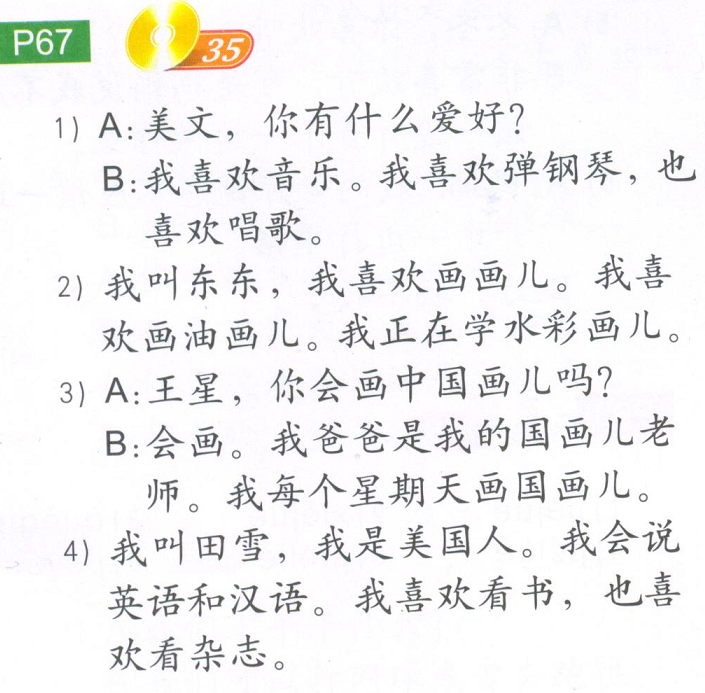 P67
35
1) A:美文，你有什么爱好？
B:我喜欢音乐。我喜欢弹钢琴，也
喜欢唱歌。
2) 我叫东东，我喜欢画画儿。我喜
欢画油画儿。我正在学水彩画儿。
3) A:王星，你会画中国画儿吗？
B:会画。我爸爸是我的国画儿老
师。我每个星期天画国画儿。
4) 我叫田雪，我是美国人。我会说
英语和汉语。我喜欢看书，也喜
欢看杂志。